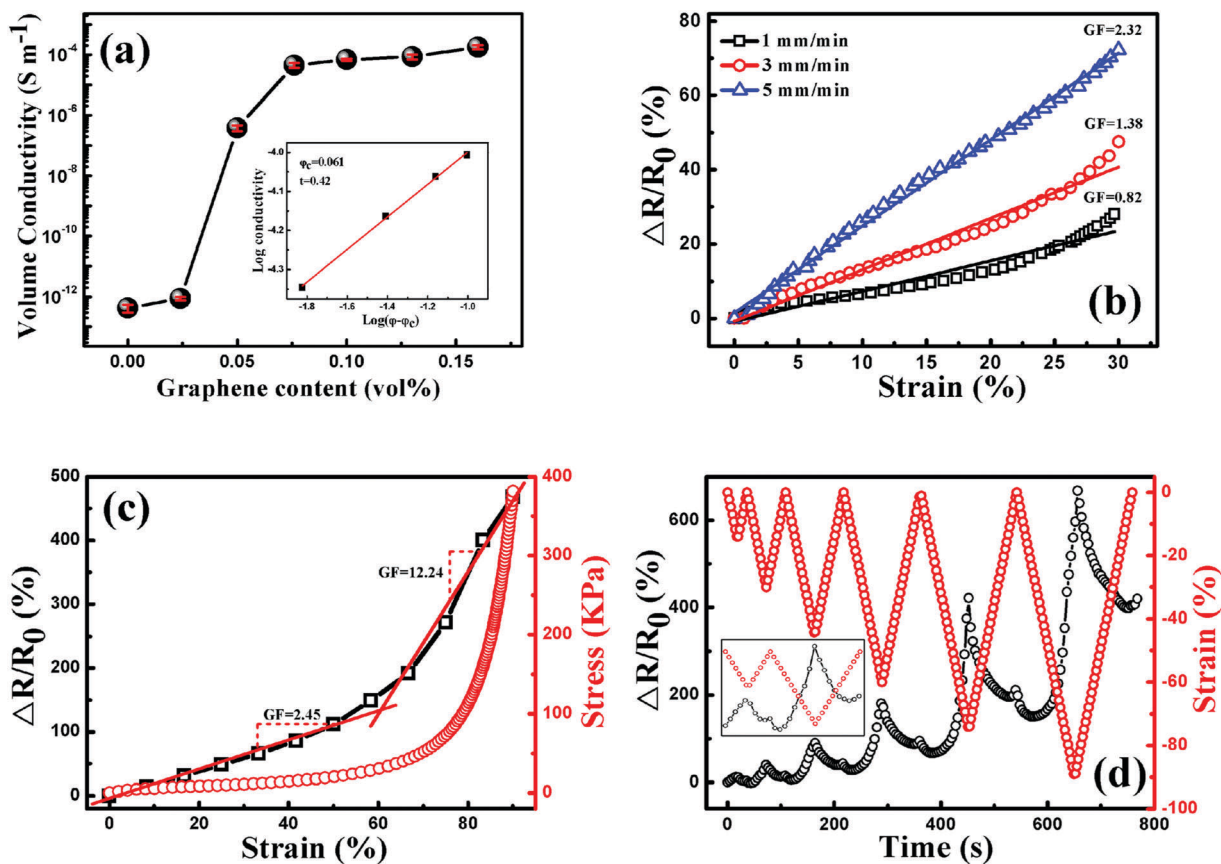 (a)
Volume Conductivity (S m⁻¹)
10⁻⁴
10⁻⁶
10⁻⁸
10⁻¹⁰
10⁻¹²
0.00 0.05 0.10 0.15
Graphene content (vol%)
φc=0.061
t=0.42
Log conductivity
-4.0
-4.1
-4.2
-4.3
-1.8 -1.6 -1.4 -1.2 -1.0
Log(φ-φc)
(b)
△R/R0 (%)
80
60
40
20
0
1 mm/min
3 mm/min
5 mm/min
GF=2.32
GF=1.38
GF=0.82
0 5 10 15 20 25 30
Strain (%)
(c)
△R/R0 (%)
500
400
300
200
100
0
GF=12.24
GF=2.45
0 20 40 60 80
Strain (%)
400
300
200
100
0
Stress (KPa)
(d)
△R/R0 (%)
600
400
200
0
0 200 400 600 800
Time (s)
0
-20
-40
-60
-80
-100
Strain (%)